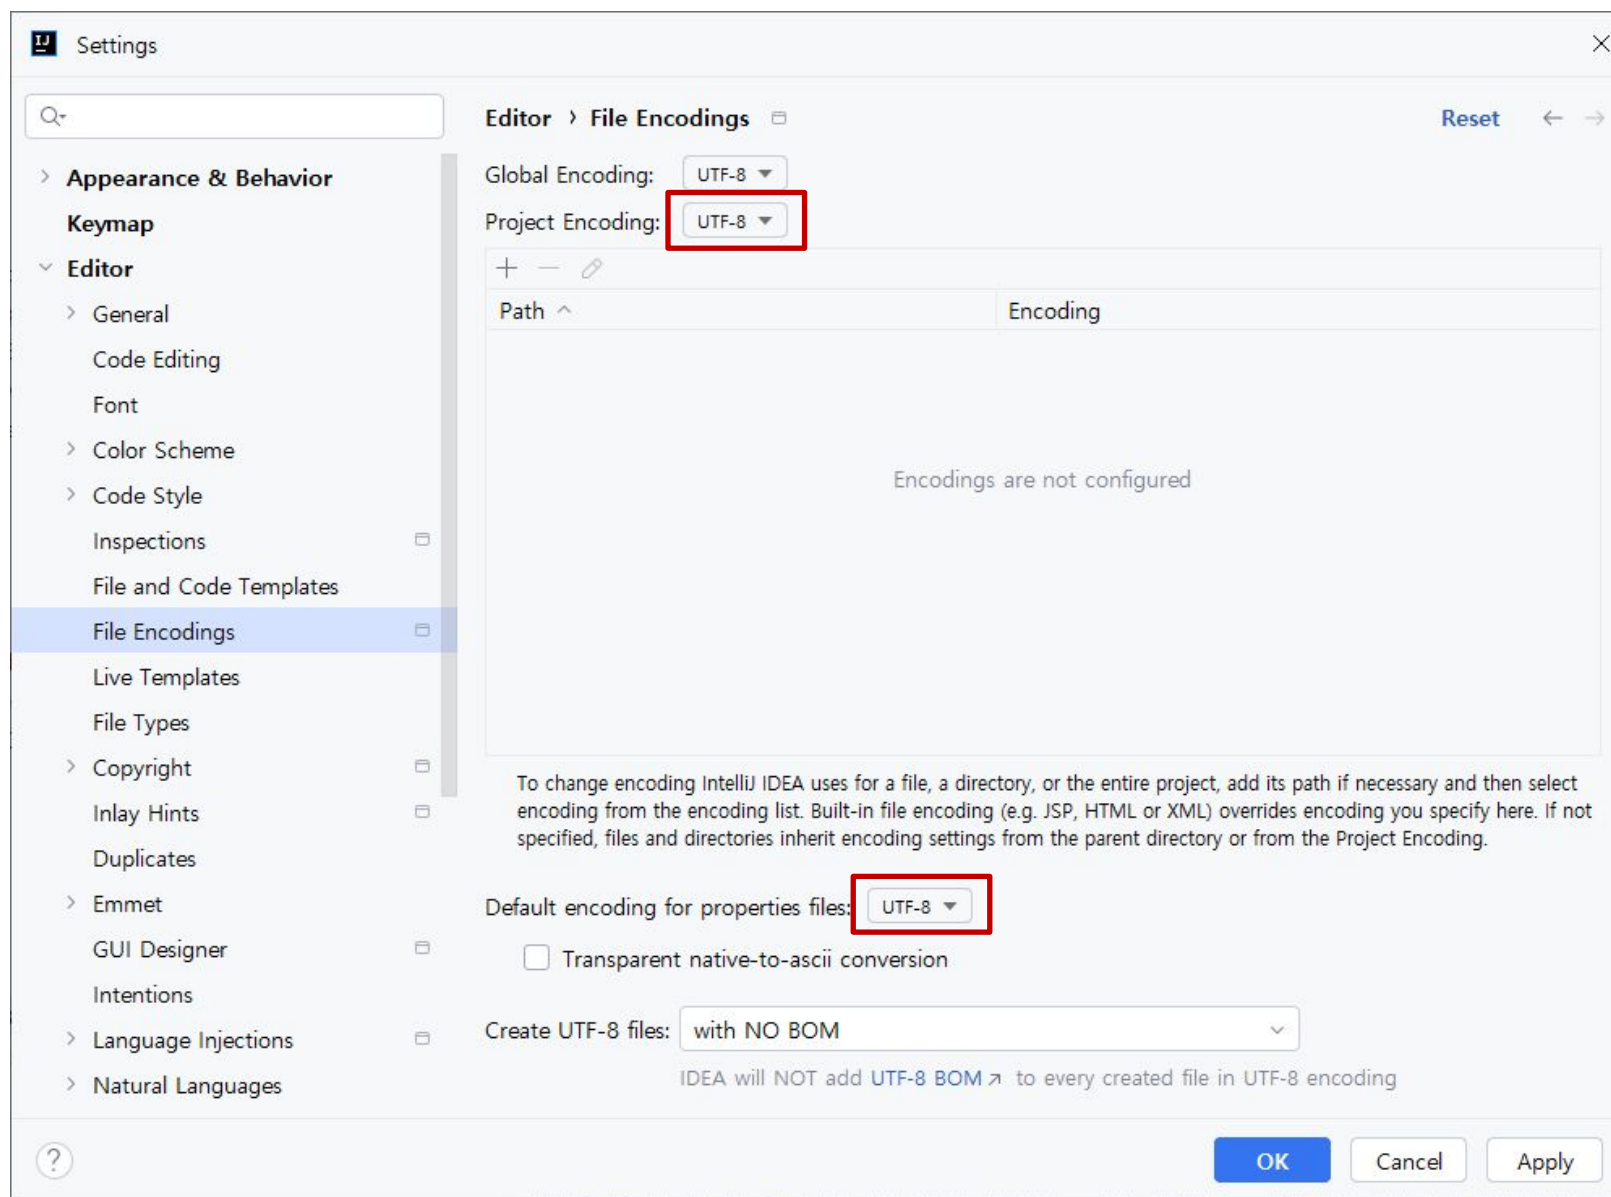 Settings
Editor › File Encodings
Reset
Appearance & Behavior
Keymap
Editor
General
Code Editing
Font
Color Scheme
Code Style
Inspections
File and Code Templates
File Encodings
Live Templates
File Types
Copyright
Inlay Hints
Duplicates
Emmet
GUI Designer
Intentions
Language Injections
Natural Languages
Global Encoding: UTF-8
Project Encoding: UTF-8
Path Encoding
Encodings are not configured
To change encoding IntelliJ IDEA uses for a file, a directory, or the entire project, add its path if necessary and then select
encoding from the encoding list. Built-in file encoding (e.g. JSP, HTML or XML) overrides encoding you specify here. If not
specified, files and directories inherit encoding settings from the parent directory or from the Project Encoding.
Default encoding for properties files: UTF-8
Transparent native-to-ascii conversion
Create UTF-8 files: with NO BOM
IDEA will NOT add UTF-8 BOM ↗ to every created file in UTF-8 encoding
?
OK Cancel Apply